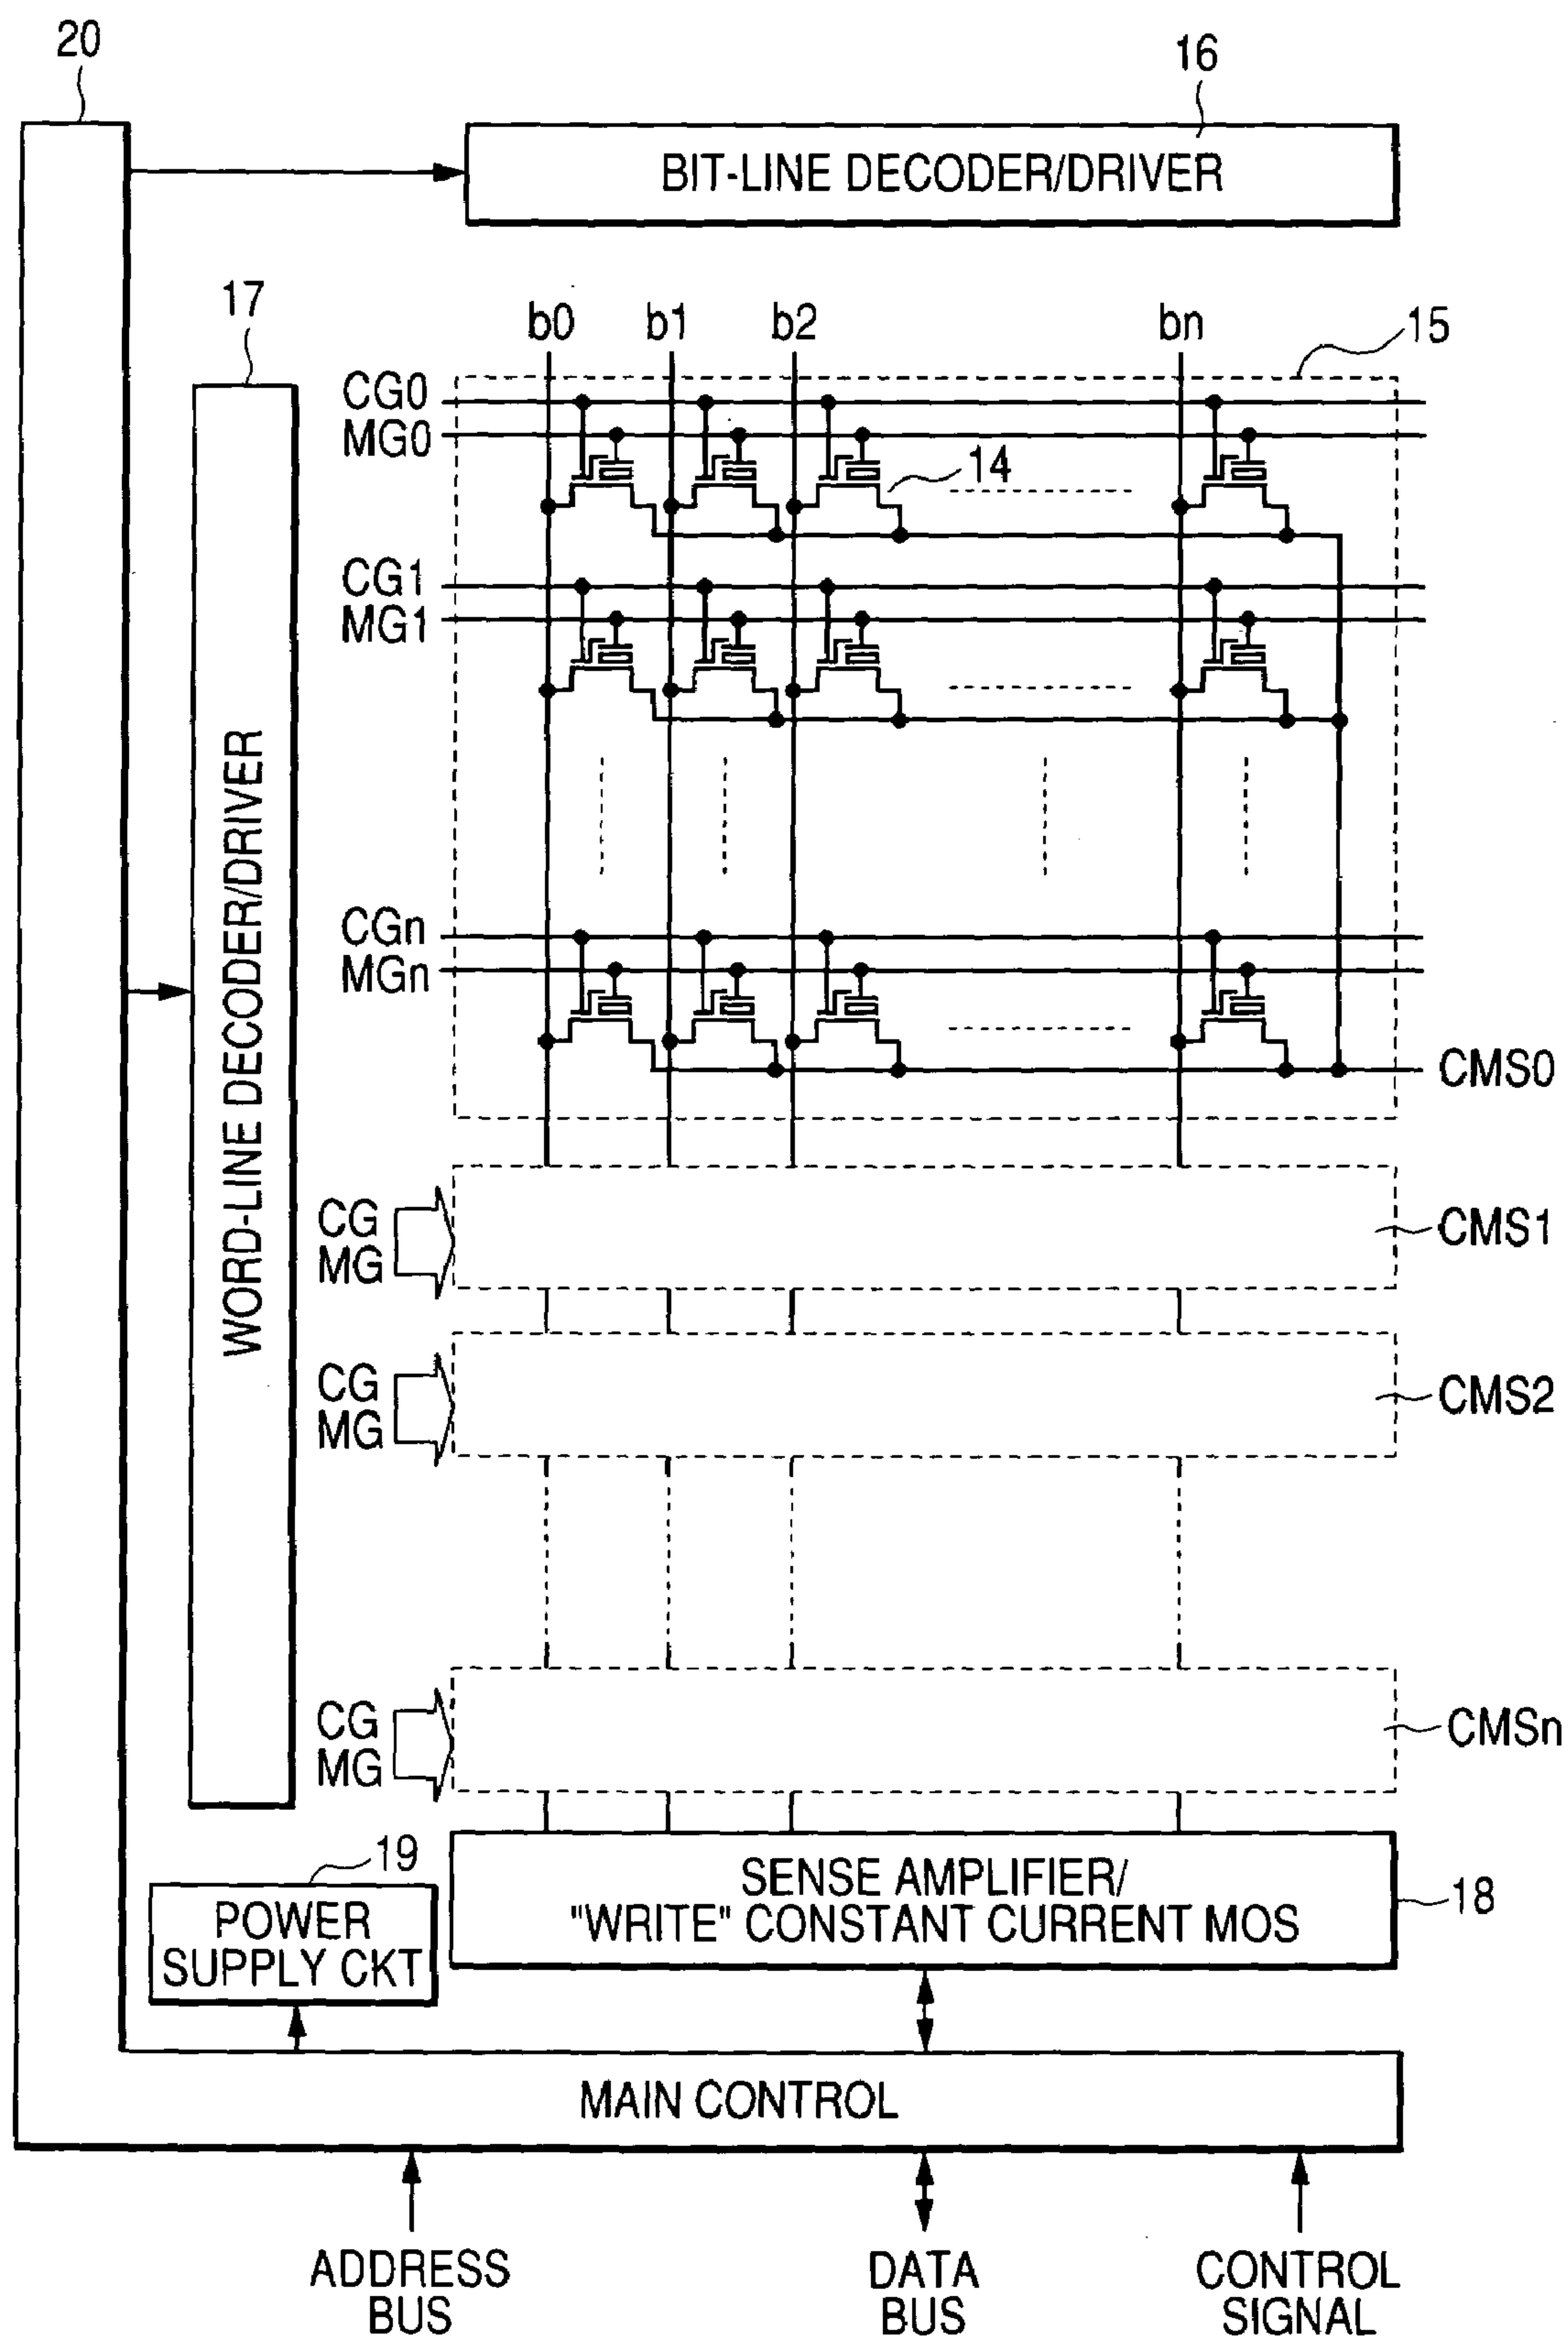 20
16
BIT-LINE DECODER/DRIVER
17
b0 b1 b2 bn
15
CG0
MG0
14
CG1
MG1
WORD-LINE DECODER/DRIVER
CGn
MGn
CMS0
CG
MG
CMS1
CG
MG
CMS2
CG
MG
CMSn
19
POWER
SUPPLY CKT
SENSE AMPLIFIER/
"WRITE" CONSTANT CURRENT MOS
18
MAIN CONTROL
ADDRESS
BUS
DATA
BUS
CONTROL
SIGNAL